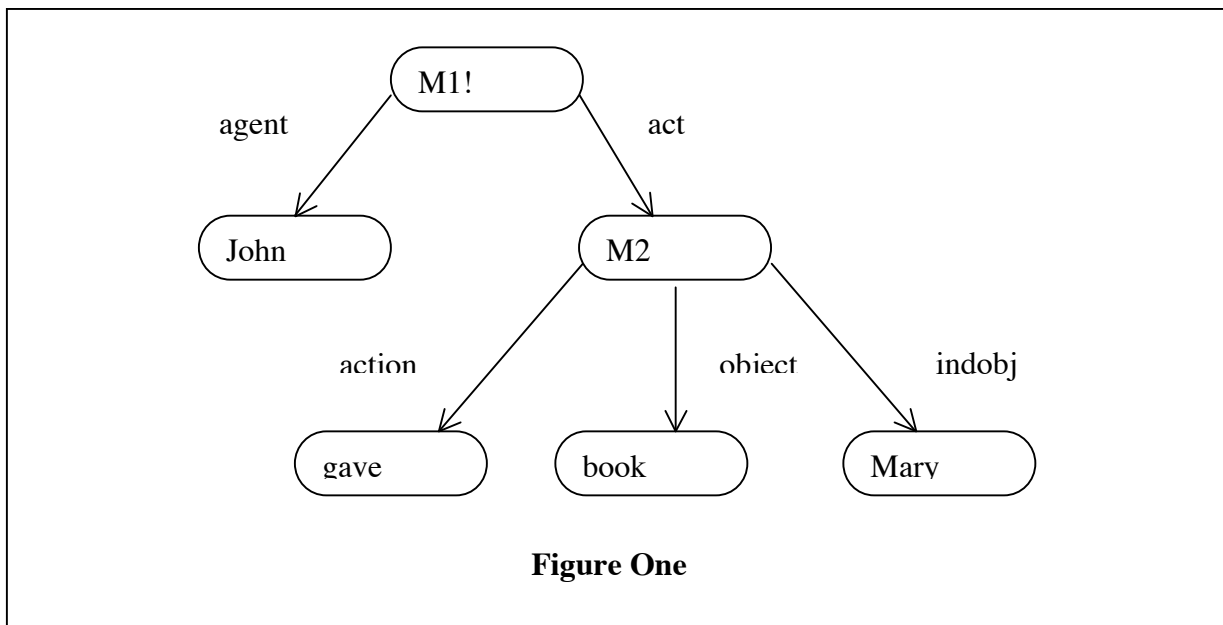 M1!
agent act
John M2
action object indobj
gave book Mary
Figure One